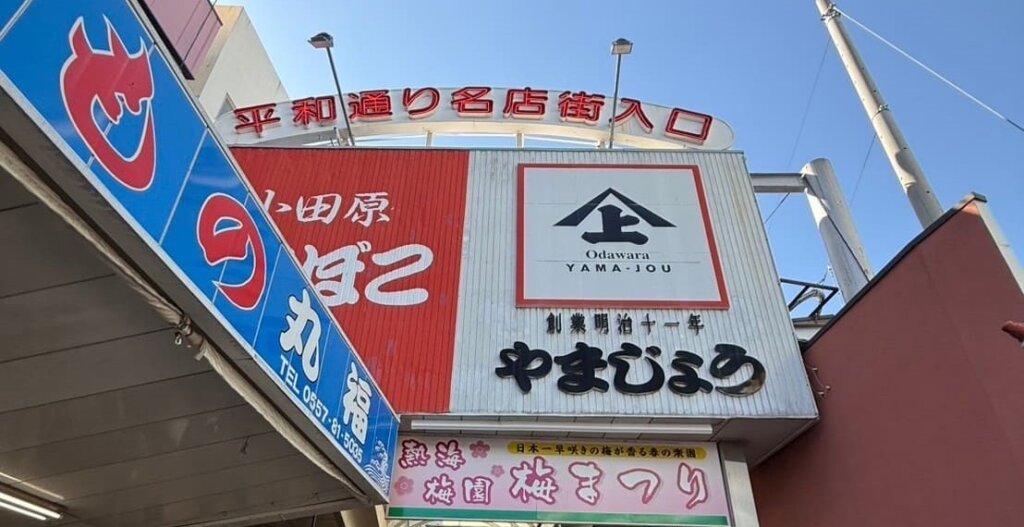 平和通り名店街入口
小田原
ぼこ
上
Odawara
YAMA-JOU
創業明治十一年
やまじょう
もの
丸福
TEL 0557-81-5035
日本一早咲きの梅が香る春の楽園
熱海
梅園
梅まつり